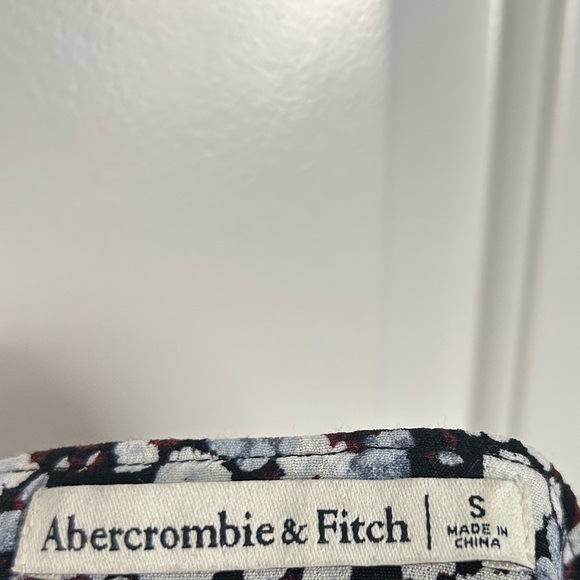 Abercrombie & Fitch
S
MADE IN
CHINA